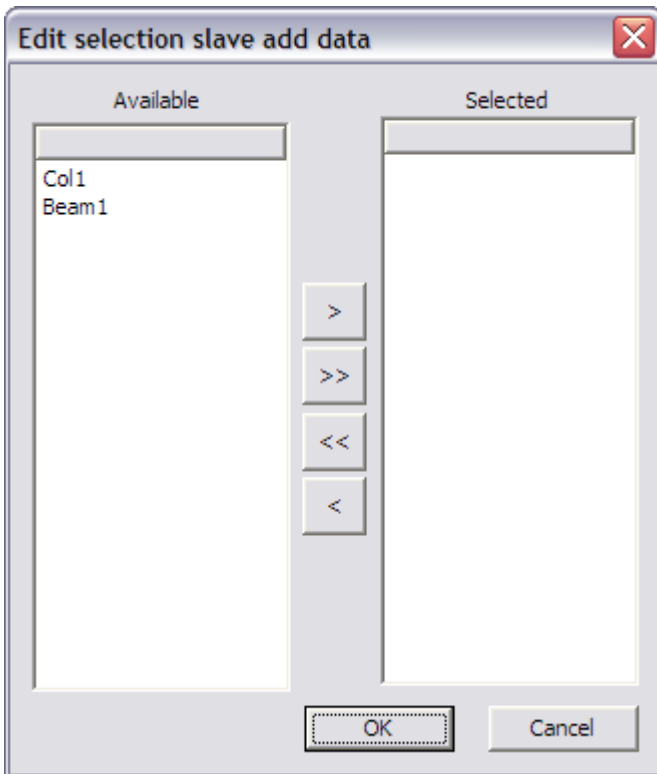 Edit selection slave add data
Available
Selected
Col1
Beam1
>
>>
<<
<
OK
Cancel